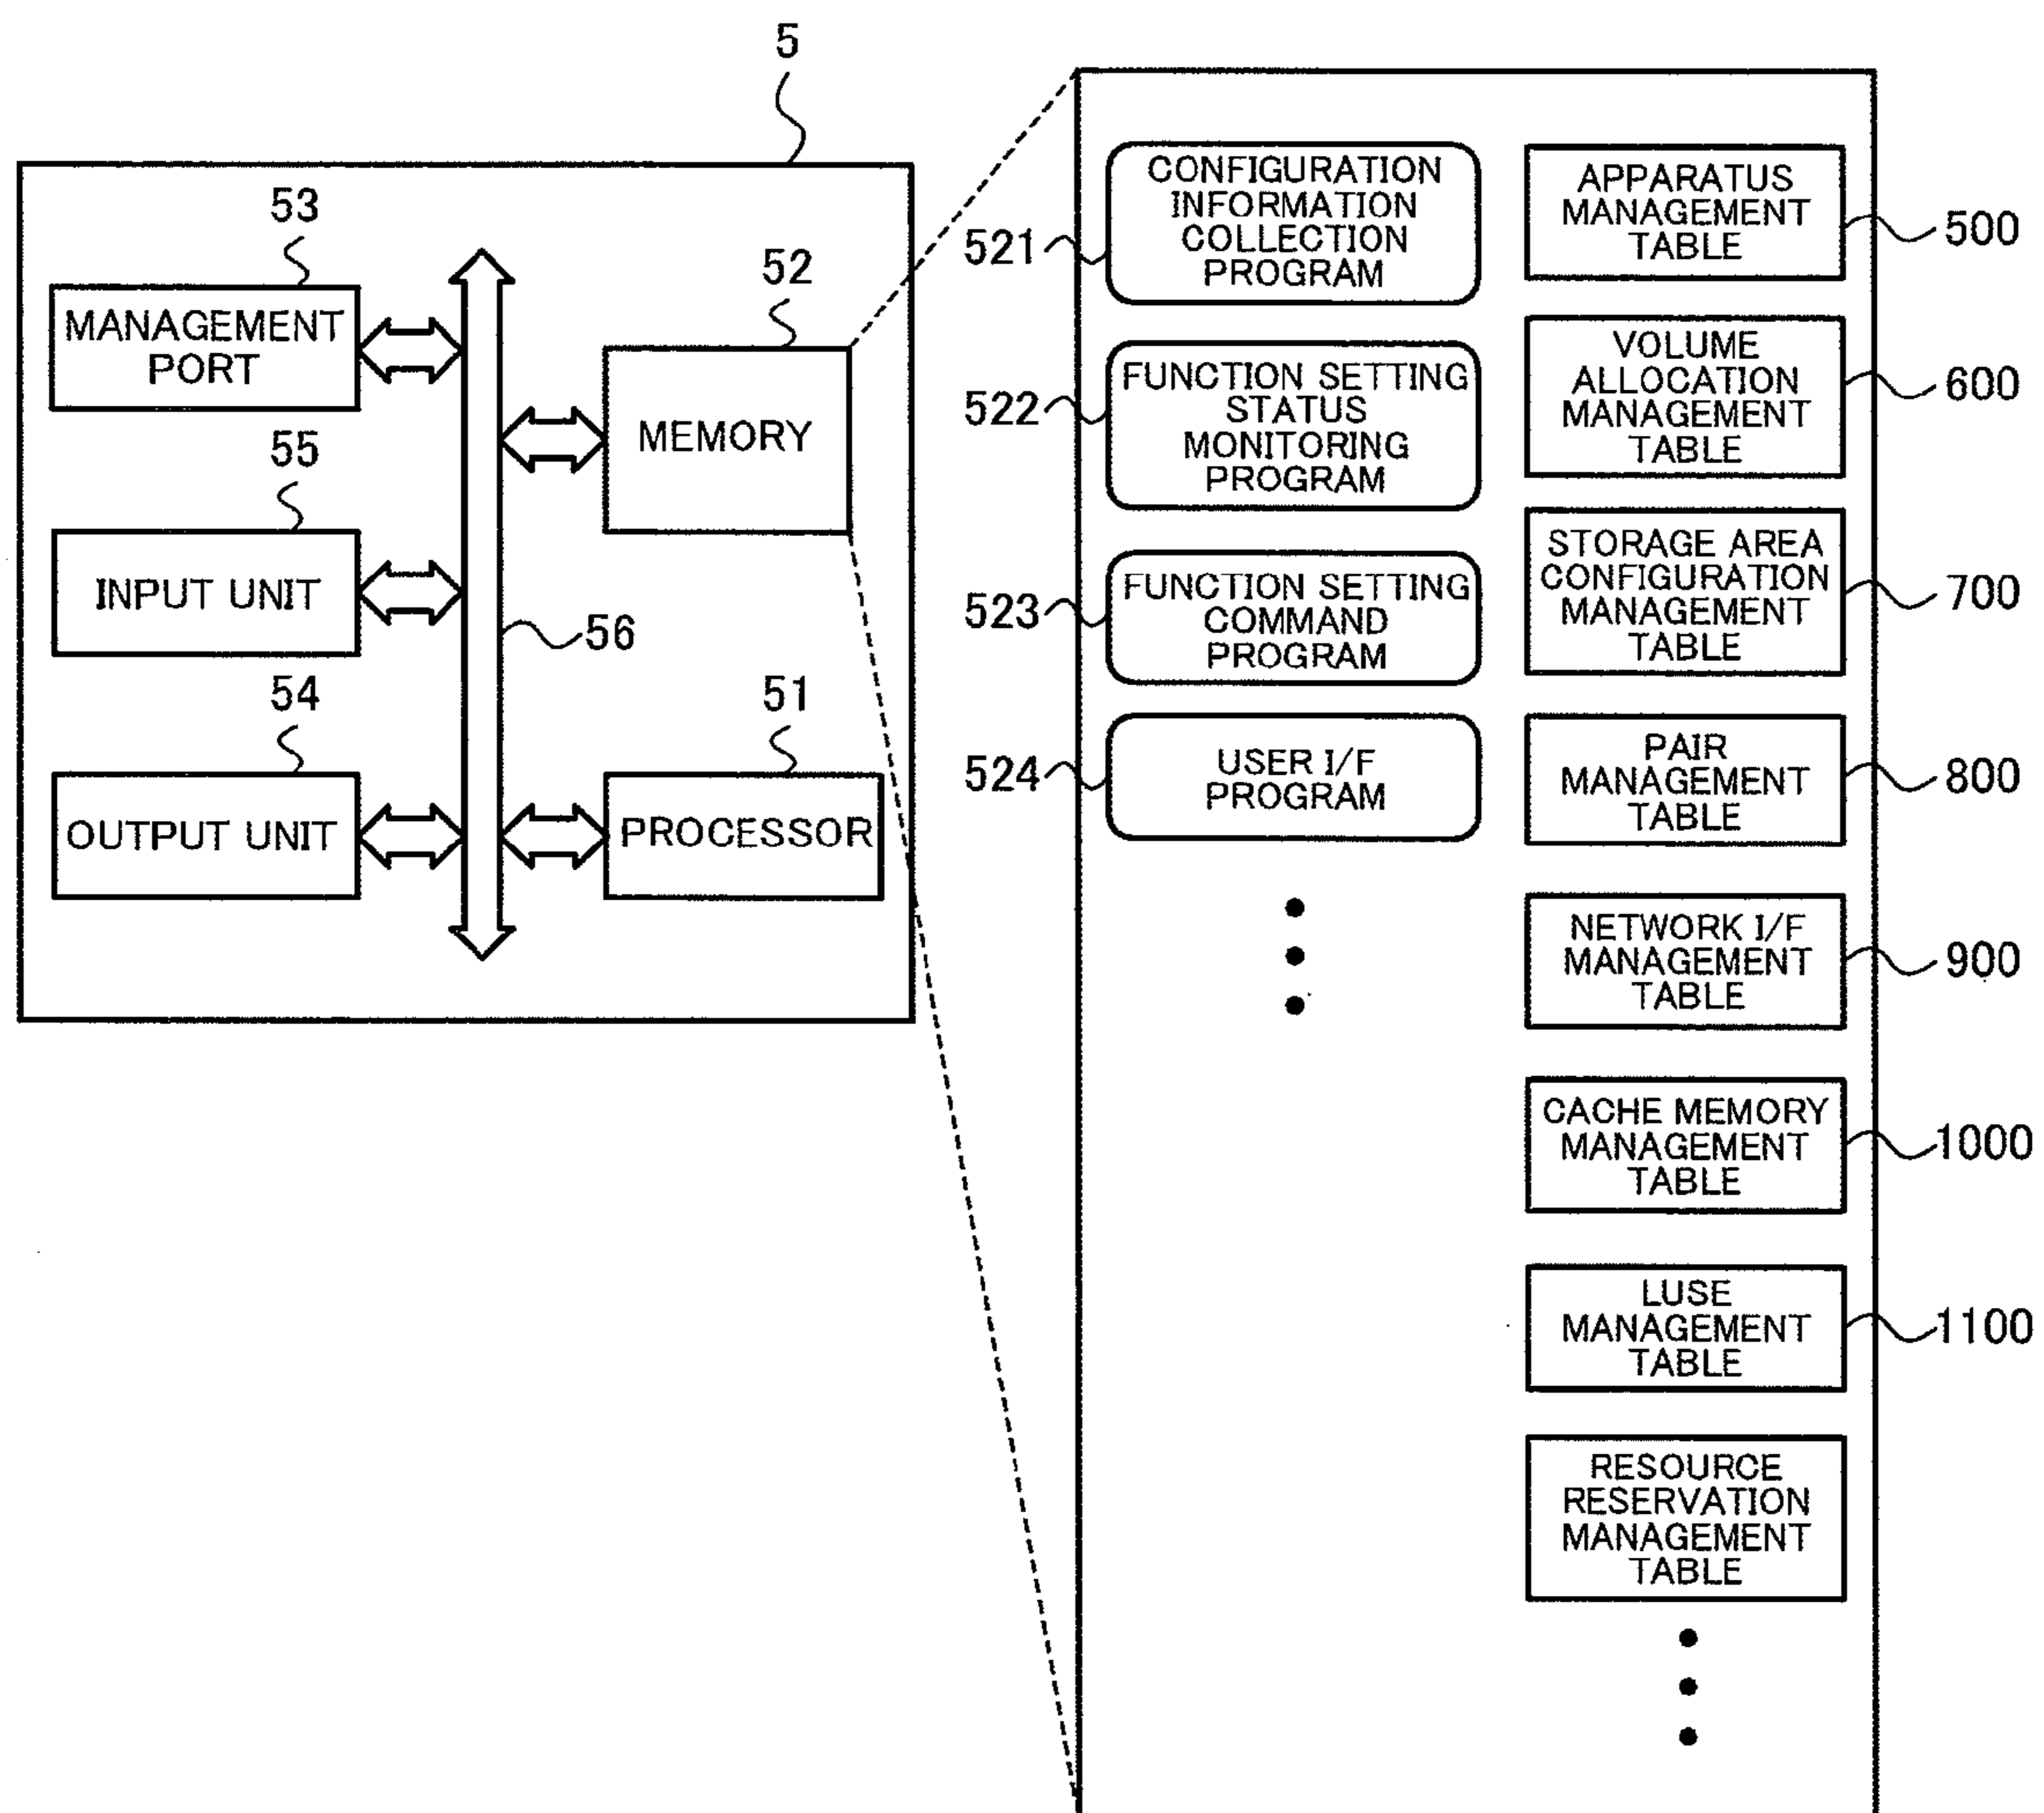 5
53
MANAGEMENT
PORT
52
MEMORY
55
INPUT UNIT
56
54
OUTPUT UNIT
51
PROCESSOR
521
CONFIGURATION
INFORMATION
COLLECTION
PROGRAM
522
FUNCTION SETTING
STATUS
MONITORING
PROGRAM
523
FUNCTION SETTING
COMMAND
PROGRAM
524
USER I/F
PROGRAM
APPARATUS
MANAGEMENT
TABLE
500
VOLUME
ALLOCATION
MANAGEMENT
TABLE
600
STORAGE AREA
CONFIGURATION
MANAGEMENT
TABLE
700
PAIR
MANAGEMENT
TABLE
800
NETWORK I/F
MANAGEMENT
TABLE
900
CACHE MEMORY
MANAGEMENT
TABLE
1000
LUSE
MANAGEMENT
TABLE
1100
RESOURCE
RESERVATION
MANAGEMENT
TABLE